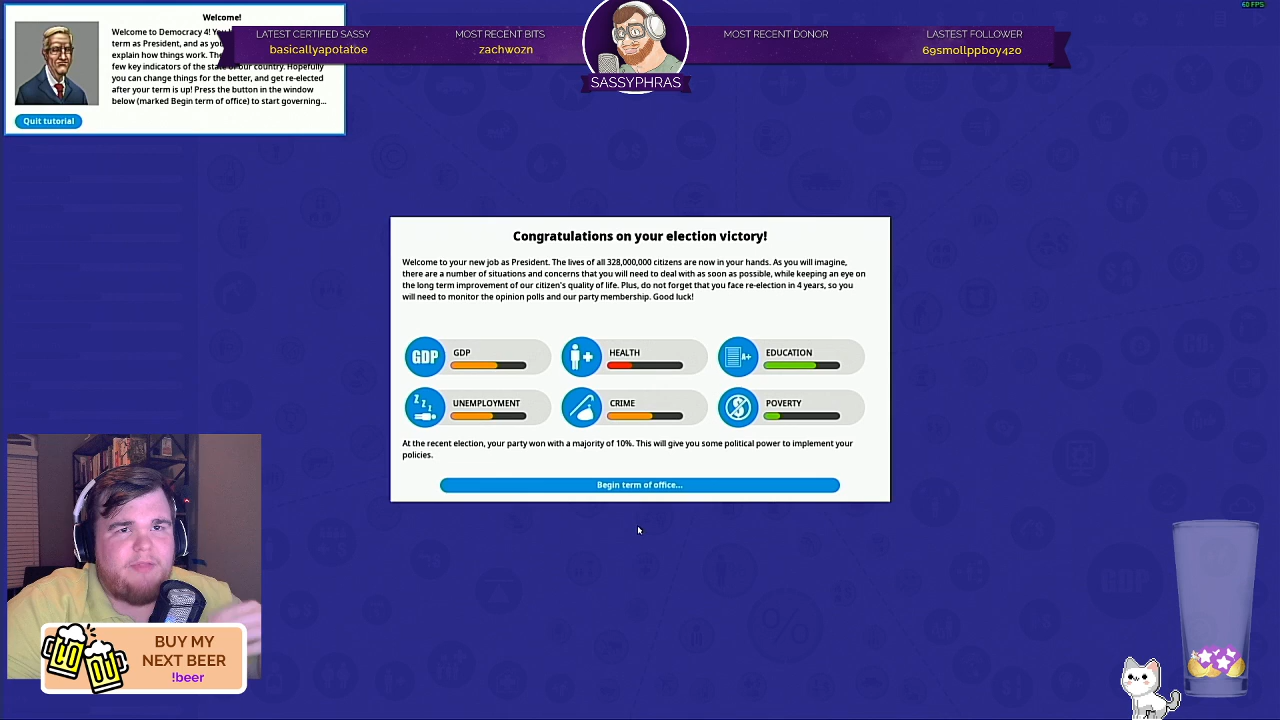 60 FPS
Welcome!
Welcome to Democracy 4! You
term as President, and as you
explain how things work. The
few key indicators of the state of our country. Hopefully
you can change things for the better, and get re-elected
after your term is up! Press the button in the window
below (marked Begin term of office) to start governing...
Quit tutorial
LATEST CERTIFED SASSY
basicallyapotatoe
MOST RECENT BITS
zachwozn
SASSYPHRAS
MOST RECENT DONOR
LASTEST FOLLOWER
69smollppboy420
Congratulations on your election victory!
Welcome to your new job as President. The lives of all 328,000,000 citizens are now in your hands. As you will imagine,
there are a number of situations and concerns that you will need to deal with as soon as possible, while keeping an eye on
the long term improvement of our citizen's quality of life. Plus, do not forget that you face re-election in 4 years, so you
will need to monitor the opinion polls and our party membership. Good luck!
GDP GDP
HEALTH
A+ EDUCATION
Z Z Z UNEMPLOYMENT
CRIME
POVERTY
At the recent election, your party won with a majority of 10%. This will give you some political power to implement your
policies.
Begin term of office...
GDP
BUY MY
NEXT BEER
!beer